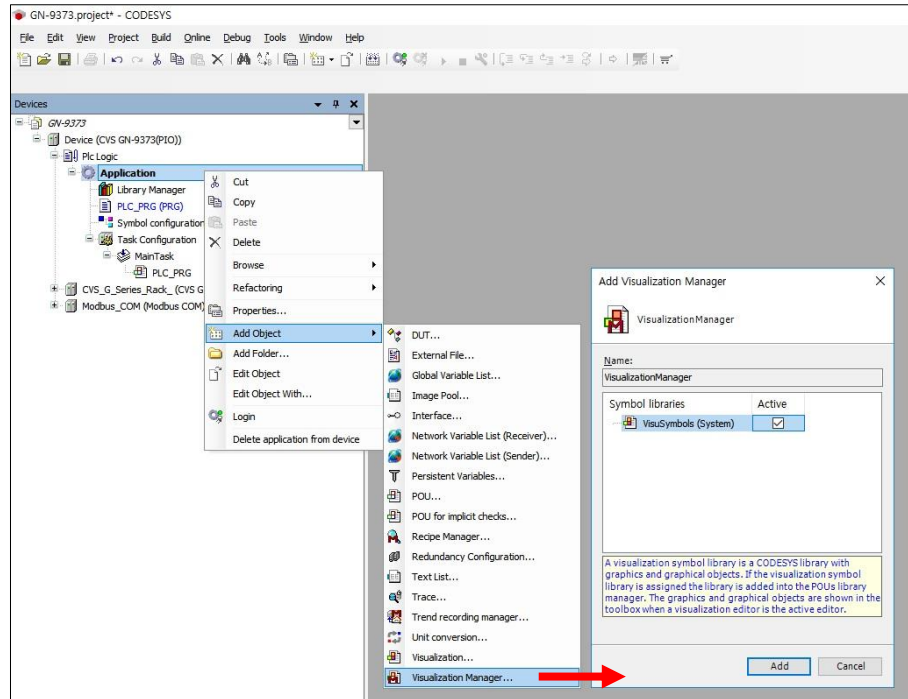 GN-9373.project* - CODESYS
File Edit View Project Build Online Debug Tools Window Help
Devices
GN-9373
Device (CVS GN-9373(PIO))
Plc Logic
Application
Library Manager
PLC_PRG (PRG)
Symbol configuration
Task Configuration
MainTask
PLC_PRG
CVS_G_Series_Rack_ (CVS G
Modbus_COM (Modbus COM)
Cut
Copy
Paste
Delete
Browse
Refactoring
Properties...
Add Object
Add Folder...
Edit Object
Edit Object With...
Login
Delete application from device
DUT...
External File...
Global Variable List...
Image Pool...
Interface...
Network Variable List (Receiver)...
Network Variable List (Sender)...
Persistent Variables...
POU...
POU for implicit checks...
Recipe Manager...
Redundancy Configuration...
Text List...
Trace...
Trend recording manager...
Unit conversion...
Visualization...
Visualization Manager...
Add Visualization Manager
VisualizationManager
Name:
VisualizationManager
Symbol libraries Active
VisuSymbols (System)
A visualization symbol library is a CODESYS library with
graphics and graphical objects. If the visualization symbol
library is assigned the library is added into the POUs library
manager. The graphics and graphical objects are shown in the
toolbox when a visualization editor is the active editor.
Add Cancel